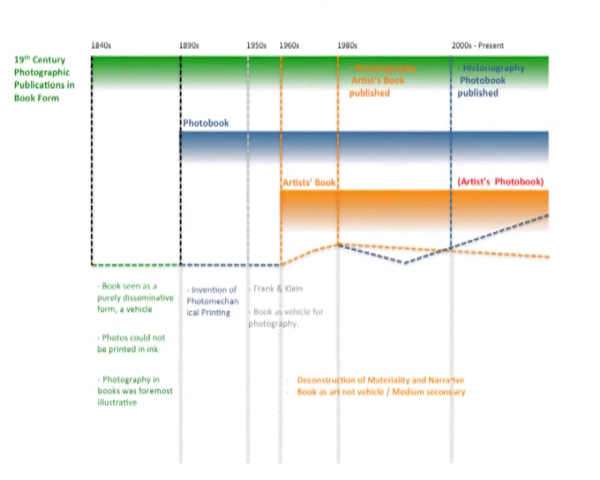 1840s 1890s 1950s 1960s 1980s 2000s - Present
19th Century
Photographic
Publications in
Book Form
- Historiography
Artist's Book
published
- Historiography
Photobook
published
Photobook
Artists' Book
(Artist's Photobook)
- Book seen as a
purely disseminative
form, a vehicle
- Photos could not
be printed in ink
- Photography in
books was foremost
illustrative
- Invention of
Photomechan
ical Printing
- Frank & Klein
- Book as vehicle for
photography.
- Deconstruction of Materiality and Narrative
- Book as art not vehicle / Medium secondary